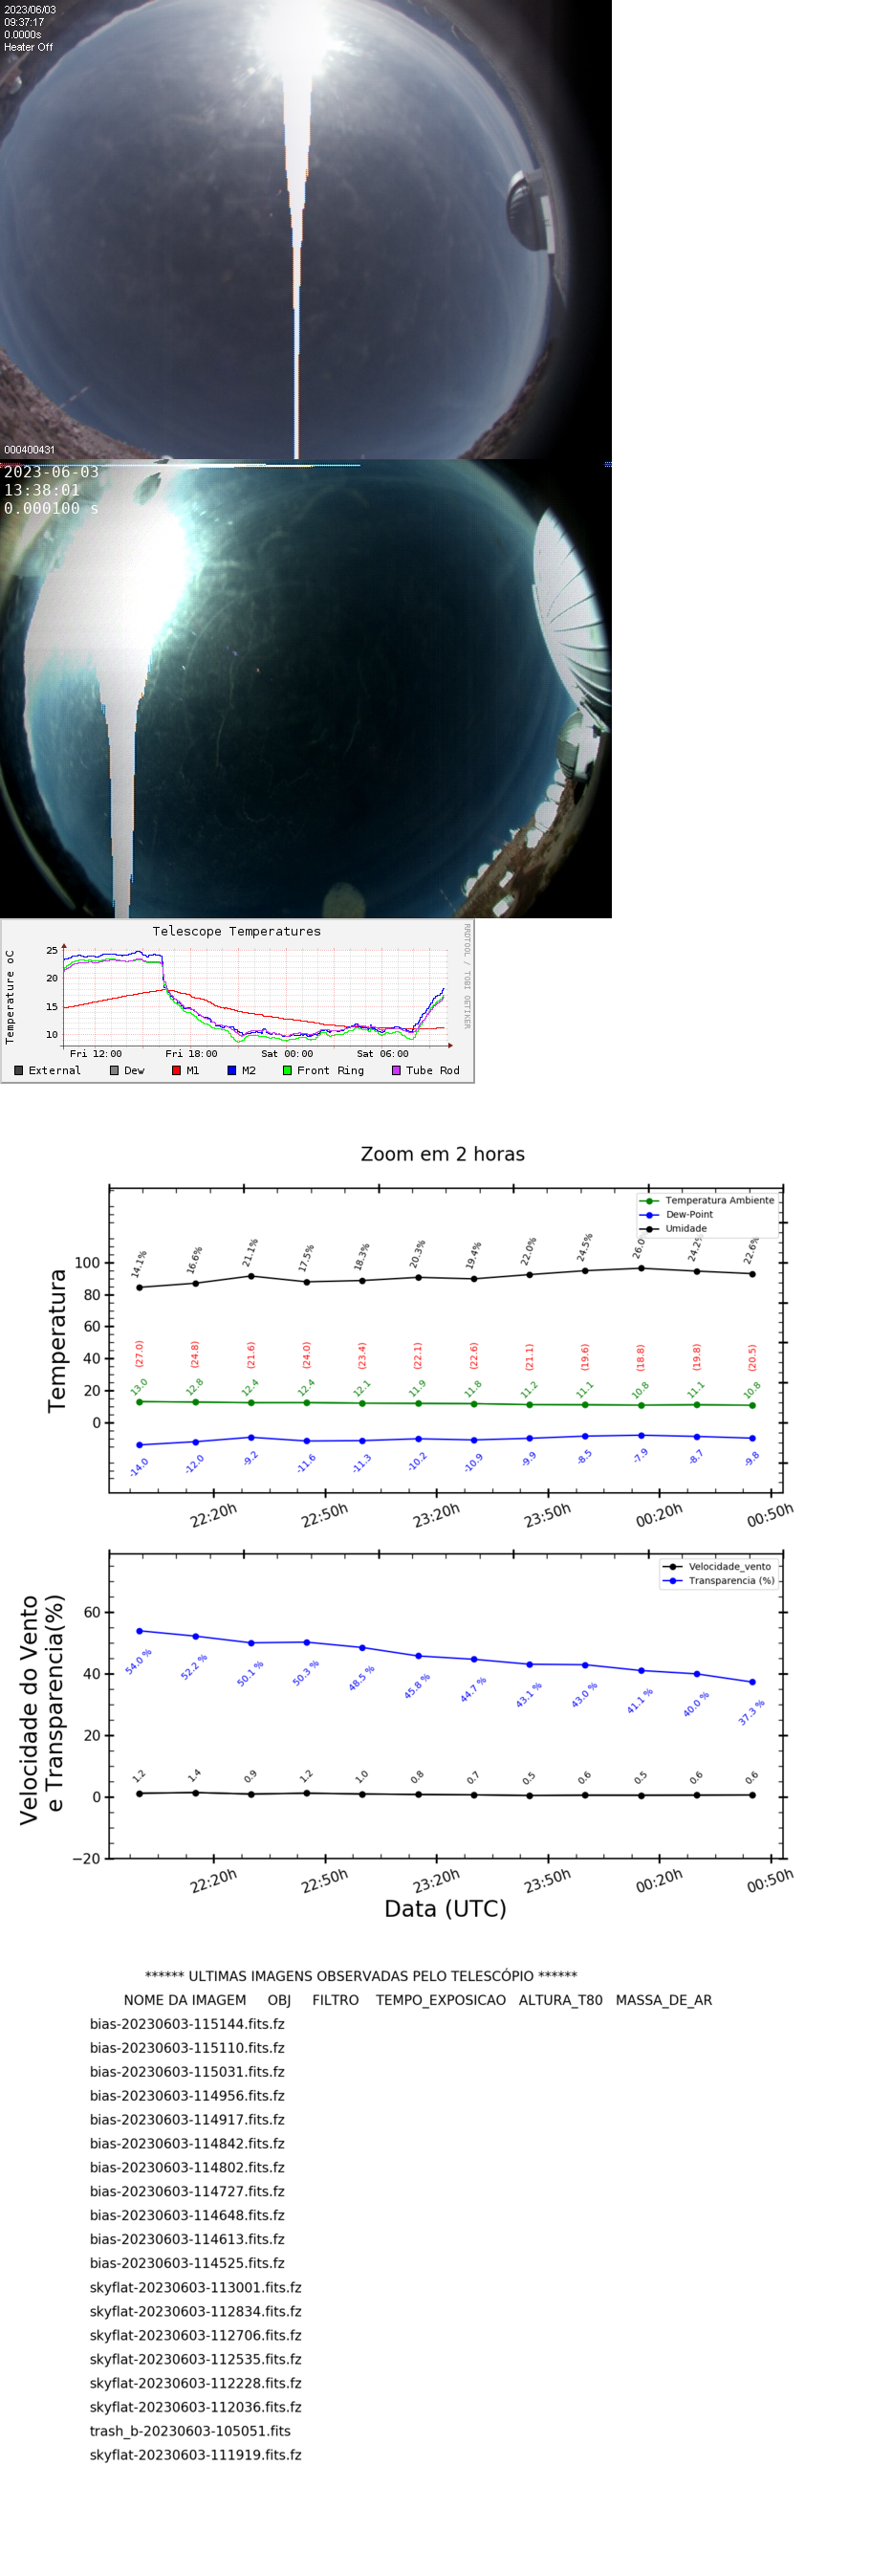 2023/06/03
09:37:17
0.0000s
Heater Off
000400431
2023-06-03
13:38:01
0.000100 s
Telescope Temperatures
RRDTOOL / TOBI OETIKER
Temperature oC
25
20
15
10
Fri 12:00 Fri 18:00 Sat 00:00 Sat 06:00
External Dew M1 M2 Front Ring Tube Rod
Zoom em 2 horas
Temperatura Ambiente
Dew-Point
Umidade
Temperatura
100
80
60
40
20
0
14.1% 16.6% 21.1% 17.5% 18.3% 20.3% 19.4% 22.0% 24.5% 26.0 24.2% 22.6%
(27.0) (24.8) (21.6) (24.0) (23.4) (22.1) (22.6) (21.1) (19.6) (18.8) (19.8) (20.5)
13.0 12.8 12.4 12.4 12.1 11.9 11.8 11.2 11.1 10.8 11.1 10.8
-14.0 -12.0 -9.2 -11.6 -11.3 -10.2 -10.9 -9.9 -8.5 -7.9 -8.7 -9.8
22:20h 22:50h 23:20h 23:50h 00:20h 00:50h
Velocidade_vento
Transparencia (%)
Velocidade do Vento
e Transparencia(%)
60
40
20
0
−20
54.0 % 52.2 % 50.1 % 50.3 % 48.5 % 45.8 % 44.7 % 43.1 % 43.0 % 41.1 % 40.0 % 37.3 %
1.2 1.4 0.9 1.2 1.0 0.8 0.7 0.5 0.6 0.5 0.6 0.6
22:20h 22:50h 23:20h 23:50h 00:20h 00:50h
Data (UTC)
****** ULTIMAS IMAGENS OBSERVADAS PELO TELESCÓPIO ******
NOME DA IMAGEM OBJ FILTRO TEMPO_EXPOSICAO ALTURA_T80 MASSA_DE_AR
bias-20230603-115144.fits.fz
bias-20230603-115110.fits.fz
bias-20230603-115031.fits.fz
bias-20230603-114956.fits.fz
bias-20230603-114917.fits.fz
bias-20230603-114842.fits.fz
bias-20230603-114802.fits.fz
bias-20230603-114727.fits.fz
bias-20230603-114648.fits.fz
bias-20230603-114613.fits.fz
bias-20230603-114525.fits.fz
skyflat-20230603-113001.fits.fz
skyflat-20230603-112834.fits.fz
skyflat-20230603-112706.fits.fz
skyflat-20230603-112535.fits.fz
skyflat-20230603-112228.fits.fz
skyflat-20230603-112036.fits.fz
trash_b-20230603-105051.fits
skyflat-20230603-111919.fits.fz